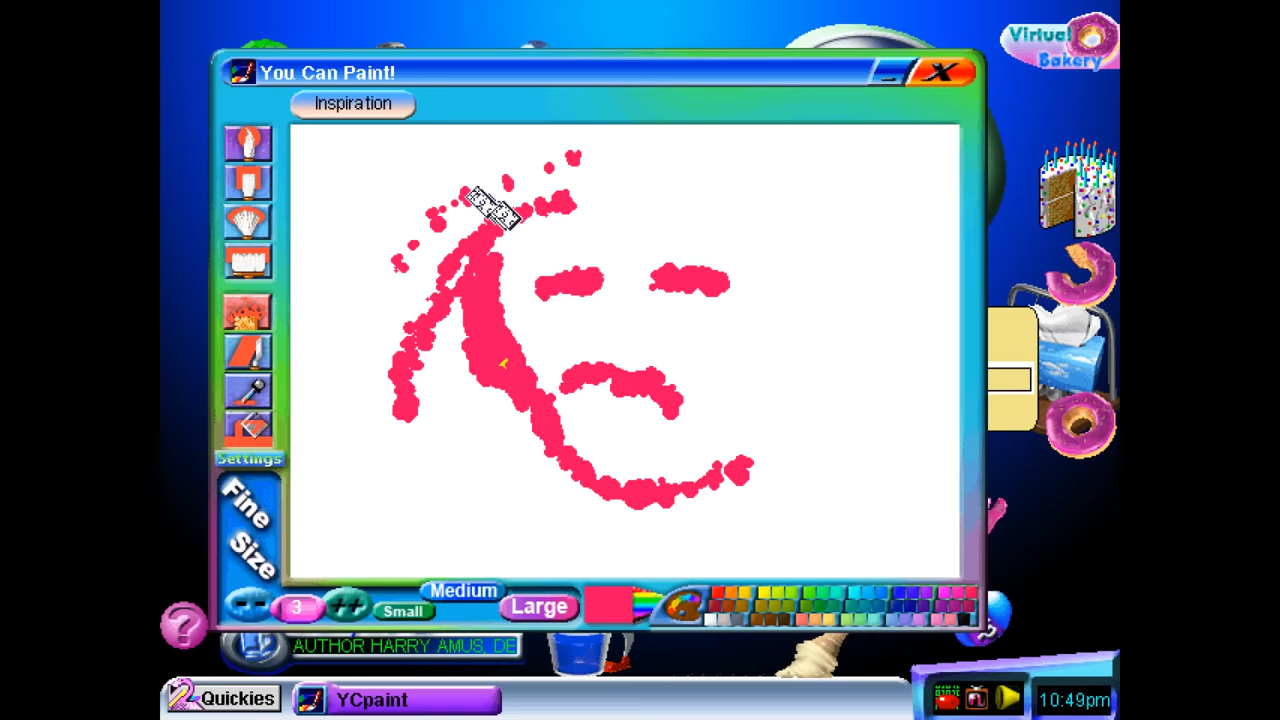 Virtual
Bakery
You Can Paint!
Inspiration
Settings
Fine
Size
3
Small
Medium
Large
AUTHOR HARRY AMUS, DE
?
Quickies
YCpaint
10:49pm